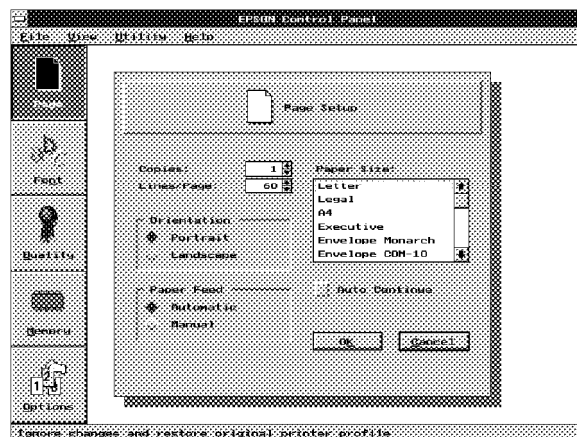 EPSON Control Panel
File View Utility Help
Page
Font
Quality
Memory
Options
Page Setup
Copies: 1
Lines/Page: 60
Orientation
Portrait
Landscape
Paper Feed
Automatic
Manual
Paper Size:
Letter
Legal
A4
Executive
Envelope Monarch
Envelope COM-10
Auto Continue
OK Cancel
Ignore changes and restore original printer profile